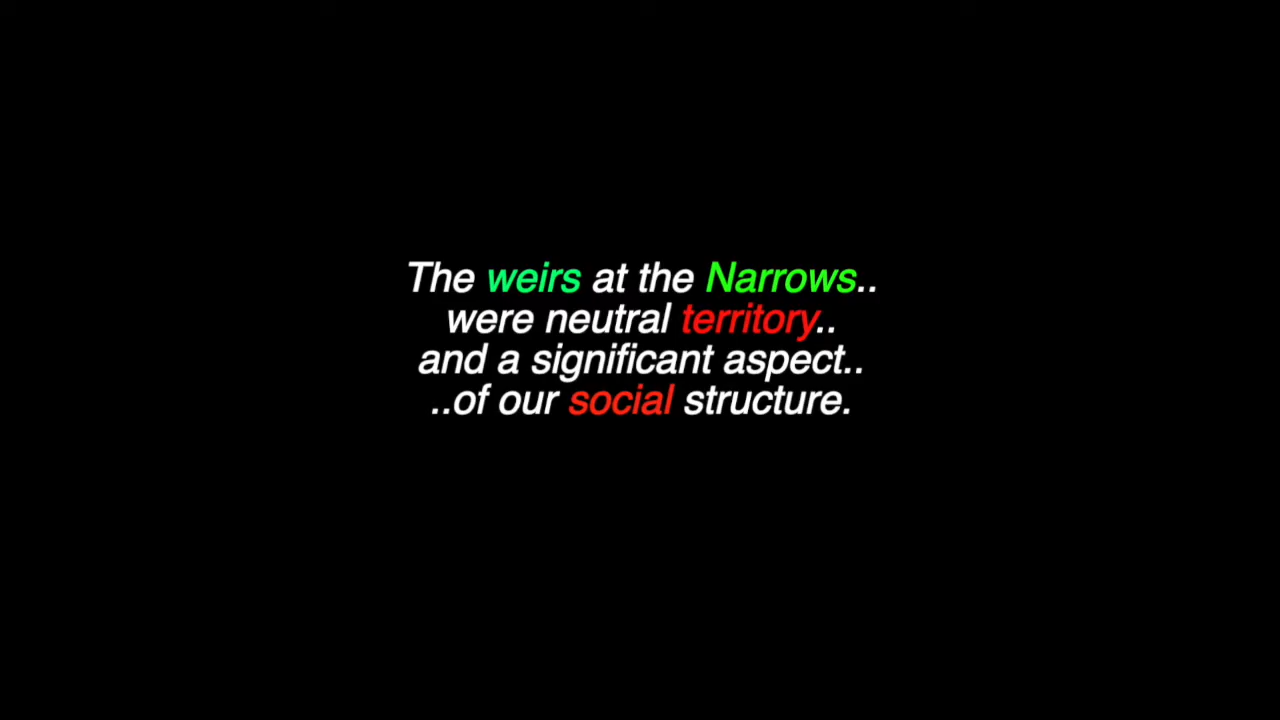 The weirs at the Narrows..
were neutral territory..
and a significant aspect..
..of our social structure.